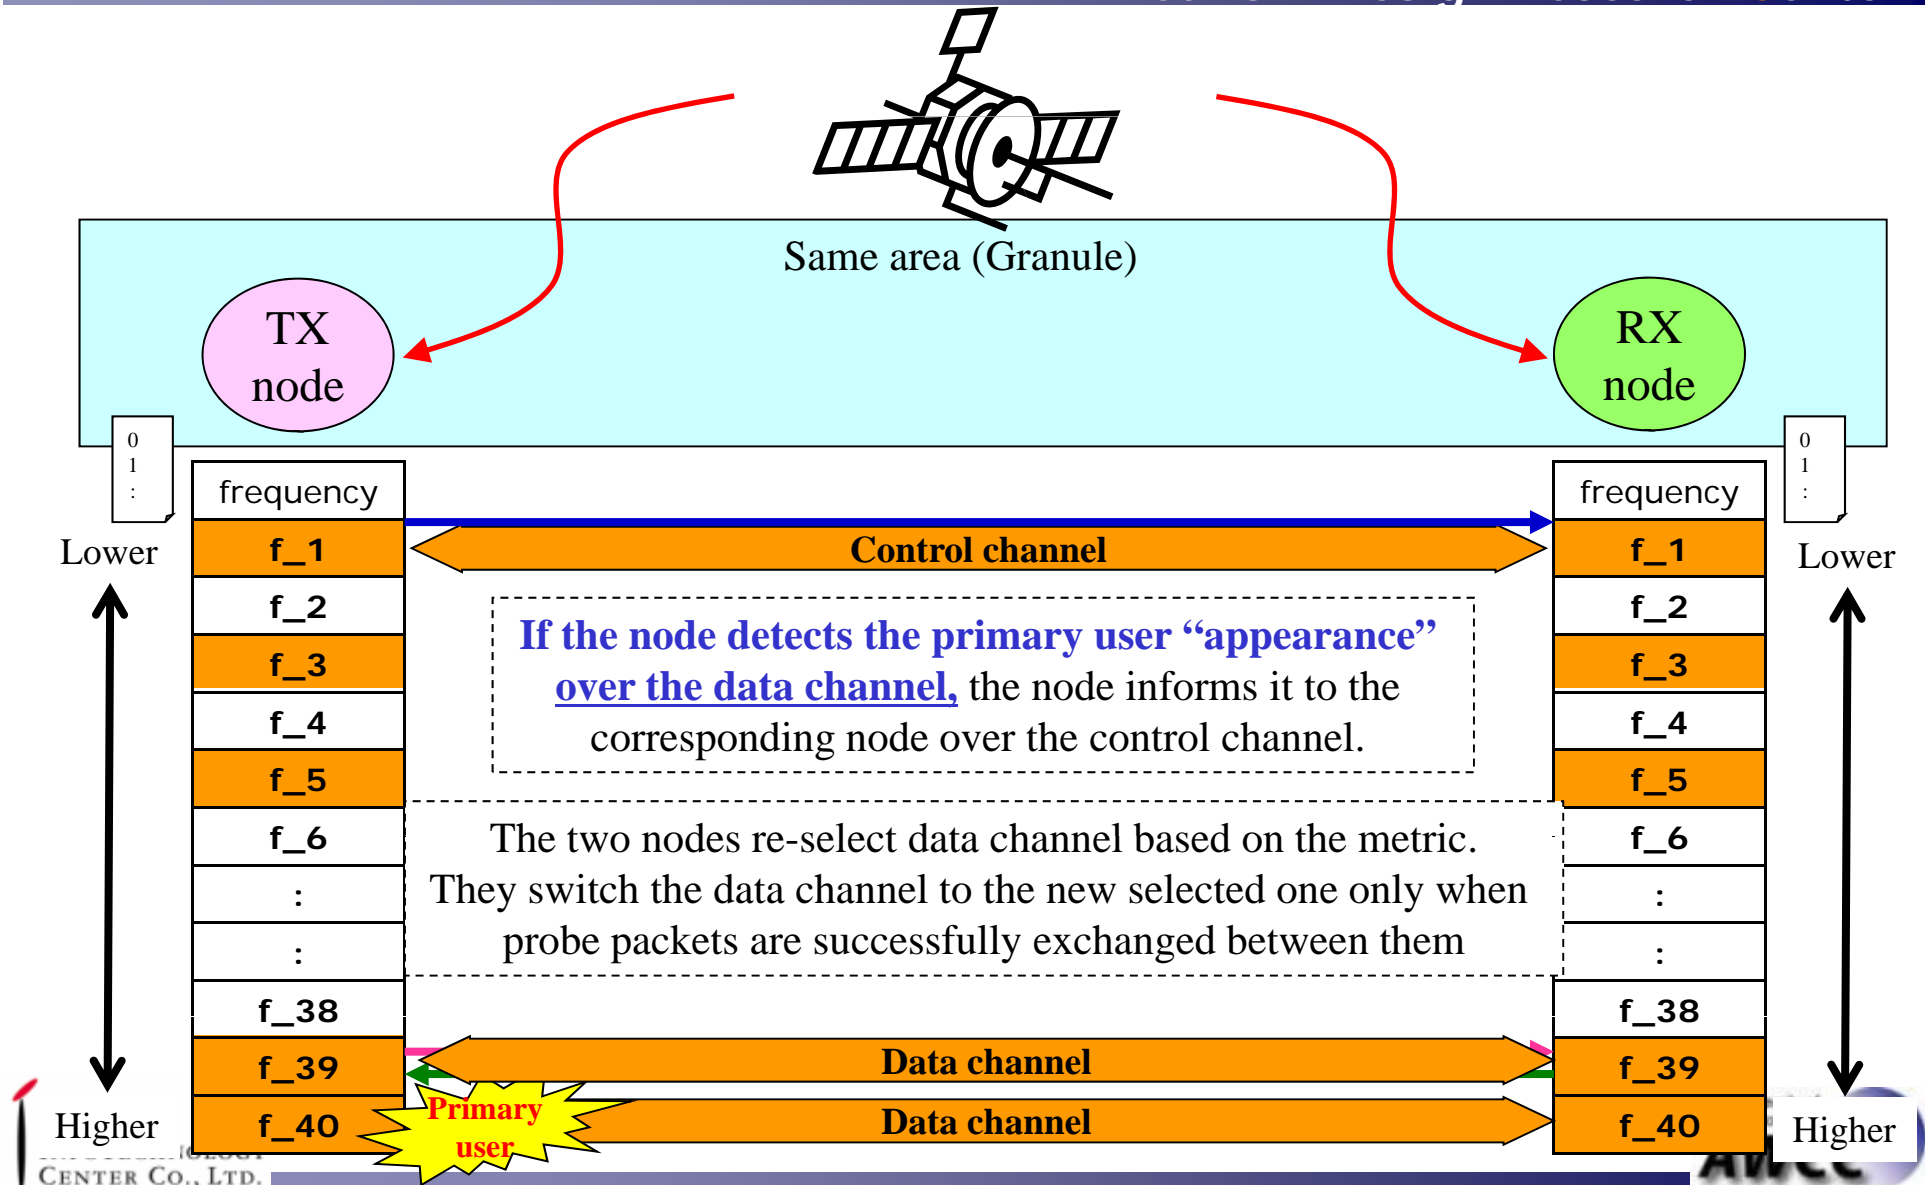 Same area (Granule)
TX
node
RX
node
0
1
:
0
1
:
frequency
f_1
f_2
f_3
f_4
f_5
f_6
:
:
f_38
f_39
f_40
Lower
Higher
Control channel
If the node detects the primary user “appearance”
over the data channel, the node informs it to the
corresponding node over the control channel.
The two nodes re-select data channel based on the metric.
They switch the data channel to the new selected one only when
probe packets are successfully exchanged between them
Data channel
Data channel
Primary
user
frequency
f_1
f_2
f_3
f_4
f_5
f_6
:
:
f_38
f_39
f_40
Lower
Higher
CENTER CO., LTD.